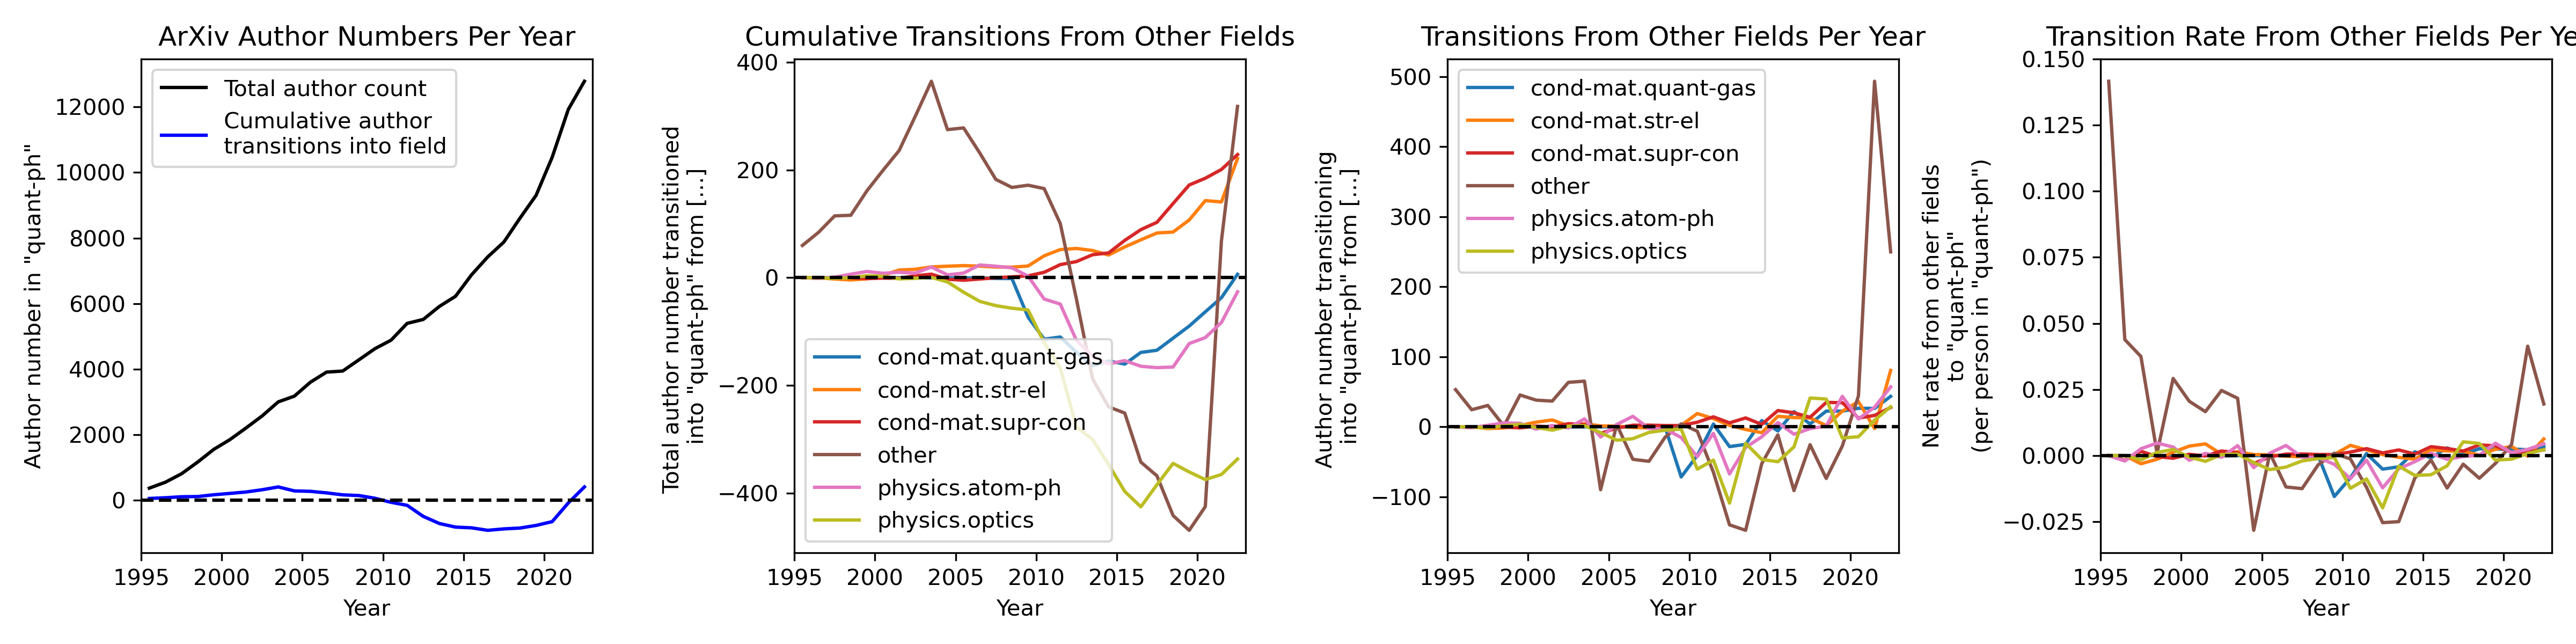 ArXiv Author Numbers Per Year
Total author count
Cumulative author
transitions into field
12000
10000
8000
6000
4000
2000
0
1995 2000 2005 2010 2015 2020
Year
Author number in "quant-ph"
Cumulative Transitions From Other Fields
400
200
0
−200
−400
cond-mat.quant-gas
cond-mat.str-el
cond-mat.supr-con
other
physics.atom-ph
physics.optics
1995 2000 2005 2010 2015 2020
Year
Total author number transitioned
into "quant-ph" from [...]
Transitions From Other Fields Per Year
500
400
300
200
100
0
−100
cond-mat.quant-gas
cond-mat.str-el
cond-mat.supr-con
other
physics.atom-ph
physics.optics
1995 2000 2005 2010 2015 2020
Year
Author number transitioning
into "quant-ph" from [...]
Transition Rate From Other Fields Per Ye
0.150
0.125
0.100
0.075
0.050
0.025
0.000
−0.025
1995 2000 2005 2010 2015 2020
Year
Net rate from other fields
to "quant-ph"
(per person in "quant-ph")